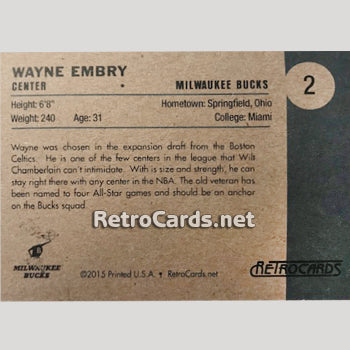 WAYNE EMBRY
CENTER
MILWAUKEE BUCKS
2
Height: 6'8"
Hometown: Springfield, Ohio
Weight: 240 Age: 31
College: Miami
Wayne was chosen in the expansion draft from the Boston
Celtics. He is one of the few centers in the league that Wilt
Chamberlain can't intimidate. With is size and strength, he can
stay right there with any center in the NBA. The old veteran has
been named to four All-Star games and should be an anchor
on the Bucks squad.
RetroCards.net
MILWAUKEE
BUCKS
©2015 Printed U.S.A. • RetroCards.net
RETROCARDS